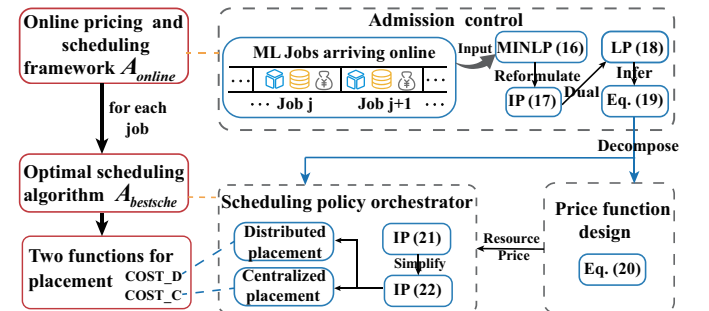 Online pricing and
scheduling
framework A_online
for each
job
Optimal scheduling
algorithm A_bestsche
Two functions for
placement COST_D
COST_C
Admission control
ML Jobs arriving online
··· ¥ ¥ ···
··· Job j Job j+1 ···
Input
MINLP (16)
Reformulate
IP (17)
Dual
LP (18)
Infer
Eq. (19)
Decompose
Scheduling policy orchestrator
Distributed
placement
Centralized
placement
IP (21)
Simplify
IP (22)
Resource
Price
Price function
design
Eq. (20)